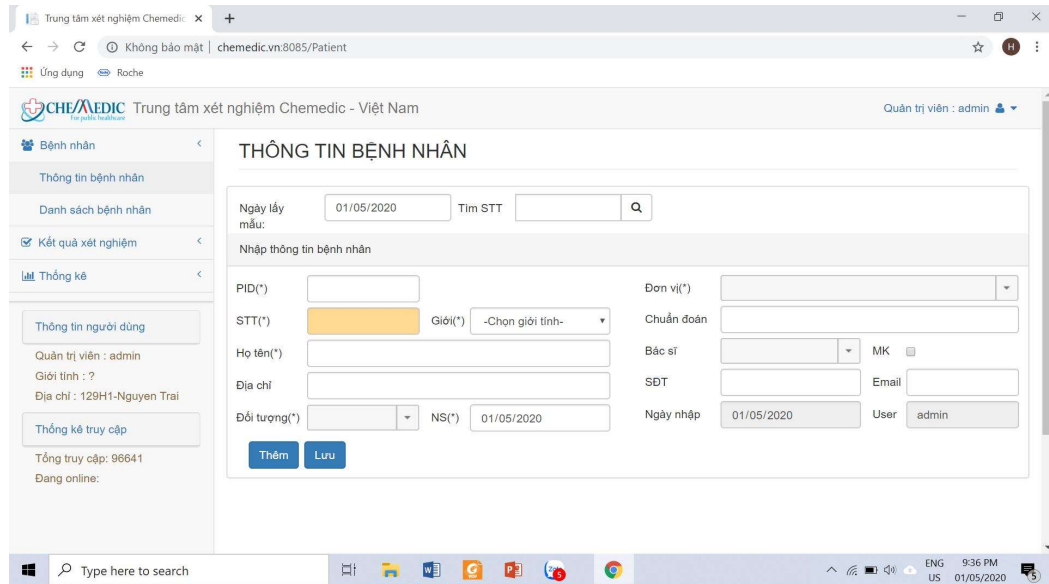 Trung tâm xét nghiệm Chemedic
Không bảo mật | chemedic.vn:8085/Patient
H
Ứng dụng Roche
CHEMEDIC Trung tâm xét nghiệm Chemedic - Việt Nam Quản trị viên : admin
For public healthcare
Bệnh nhân
THÔNG TIN BỆNH NHÂN
Thông tin bệnh nhân
Danh sách bệnh nhân
Kết quả xét nghiệm
Thống kê
Ngày lấy mẫu: 01/05/2020 Tìm STT
Nhập thông tin bệnh nhân
PID(*) Đơn vị(*)
STT(*) Giới(*) -Chọn giới tính- Chuẩn đoán
Họ tên(*) Bác sĩ MK
Địa chỉ SĐT Email
Đối tượng(*) NS(*) 01/05/2020 Ngày nhập 01/05/2020 User admin
Thêm Lưu
Thông tin người dùng
Quản trị viên : admin
Giới tính : ?
Địa chỉ : 129H1-Nguyen Trai
Thống kê truy cập
Tổng truy cập: 96641
Đang online:
Type here to search
ENG 9:36 PM
US 01/05/2020
5
5